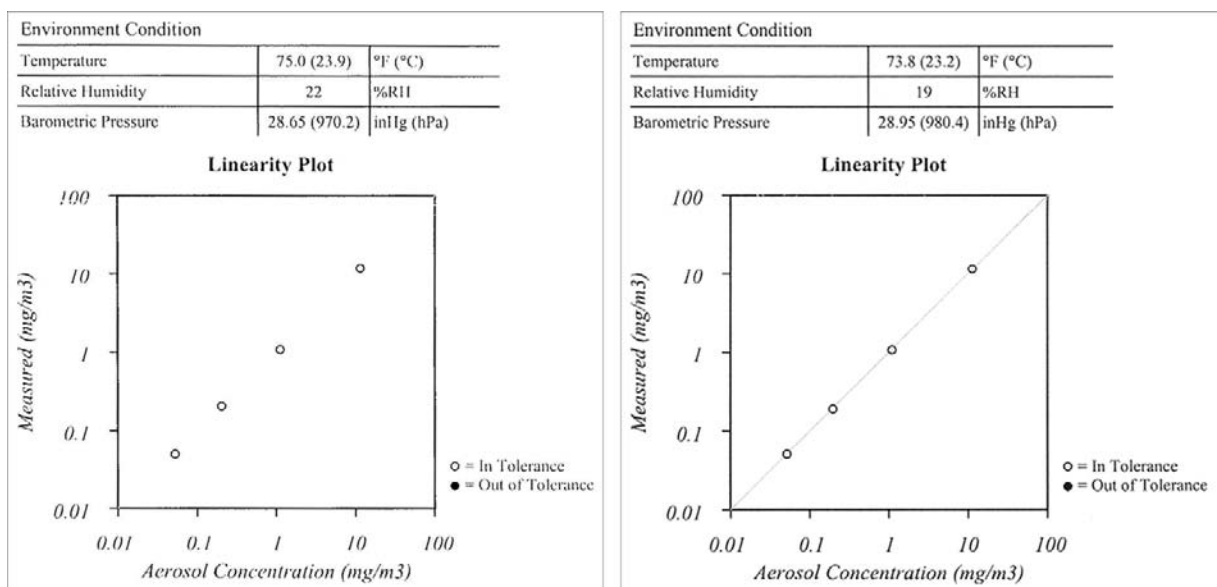 Environment Condition
Temperature 75.0 (23.9) °F (°C)
Relative Humidity 22 %RH
Barometric Pressure 28.65 (970.2) inHg (hPa)
Linearity Plot
100
10
1
0.1
0.01
Measured (mg/m3)
0.01 0.1 1 10 100
Aerosol Concentration (mg/m3)
○ = In Tolerance
● = Out of Tolerance
Environment Condition
Temperature 73.8 (23.2) °F (°C)
Relative Humidity 19 %RH
Barometric Pressure 28.95 (980.4) inHg (hPa)
Linearity Plot
100
10
1
0.1
0.01
Measured (mg/m3)
0.01 0.1 1 10 100
Aerosol Concentration (mg/m3)
○ = In Tolerance
● = Out of Tolerance